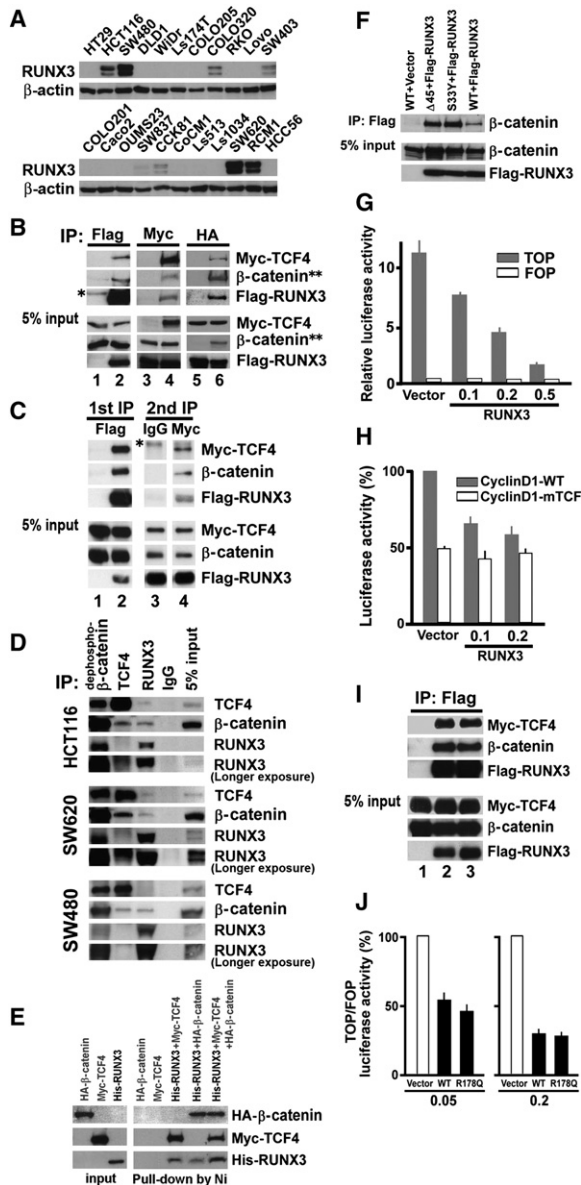 A
HT29 HCT116 SW480 DLD1 WiDr Ls174T COLO205 COLO320 RKO Lovo SW403
RUNX3
β-actin
COLO201 Caco2 OUMS23 SW837 CCK81 CoCM1 Ls513 Ls1034 SW620 RCM1 HCC56
RUNX3
β-actin
B
IP: Flag Myc HA
Myc-TCF4
β-catenin**
* Flag-RUNX3
5% input Myc-TCF4
β-catenin**
Flag-RUNX3
1 2 3 4 5 6
C
1st IP 2nd IP
Flag IgG Myc
* Myc-TCF4
β-catenin
Flag-RUNX3
5% input Myc-TCF4
β-catenin
Flag-RUNX3
1 2 3 4
D
IP: dephospho-β-catenin TCF4 RUNX3 IgG 5% input
HCT116
TCF4
β-catenin
RUNX3
RUNX3
(Longer exposure)
SW620
TCF4
β-catenin
RUNX3
RUNX3
(Longer exposure)
SW480
TCF4
β-catenin
RUNX3
RUNX3
(Longer exposure)
E
HA-β-catenin Myc-TCF4 His-RUNX3 HA-β-catenin Myc-TCF4 His-RUNX3+Myc-TCF4 His-RUNX3+HA-β-catenin His-RUNX3+Myc-TCF4+HA-β-catenin
HA-β-catenin
Myc-TCF4
His-RUNX3
input Pull-down by Ni
F
WT+Vector Δ45+Flag-RUNX3 S33Y+Flag-RUNX3 WT+Flag-RUNX3
IP: Flag β-catenin
5% input β-catenin
Flag-RUNX3
G
Relative luciferase activity
10
5
0
TOP
FOP
Vector 0.1 0.2 0.5
RUNX3
H
Luciferase activity (%)
100
50
0
CyclinD1-WT
CyclinD1-mTCF
Vector 0.1 0.2
RUNX3
I
IP: Flag
Myc-TCF4
β-catenin
Flag-RUNX3
5% input Myc-TCF4
β-catenin
Flag-RUNX3
1 2 3
J
TOP/FOP
luciferase activity (%)
100
50
0
Vector WT R178Q Vector WT R178Q
0.05 0.2